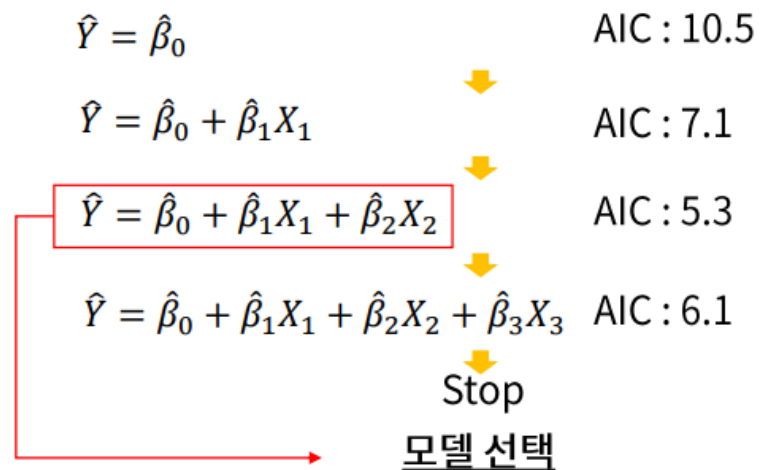 Ŷ = β̂₀ AIC : 10.5
Ŷ = β̂₀ + β̂₁X₁ AIC : 7.1
Ŷ = β̂₀ + β̂₁X₁ + β̂₂X₂ AIC : 5.3
Ŷ = β̂₀ + β̂₁X₁ + β̂₂X₂ + β̂₃X₃ AIC : 6.1
Stop
모델 선택